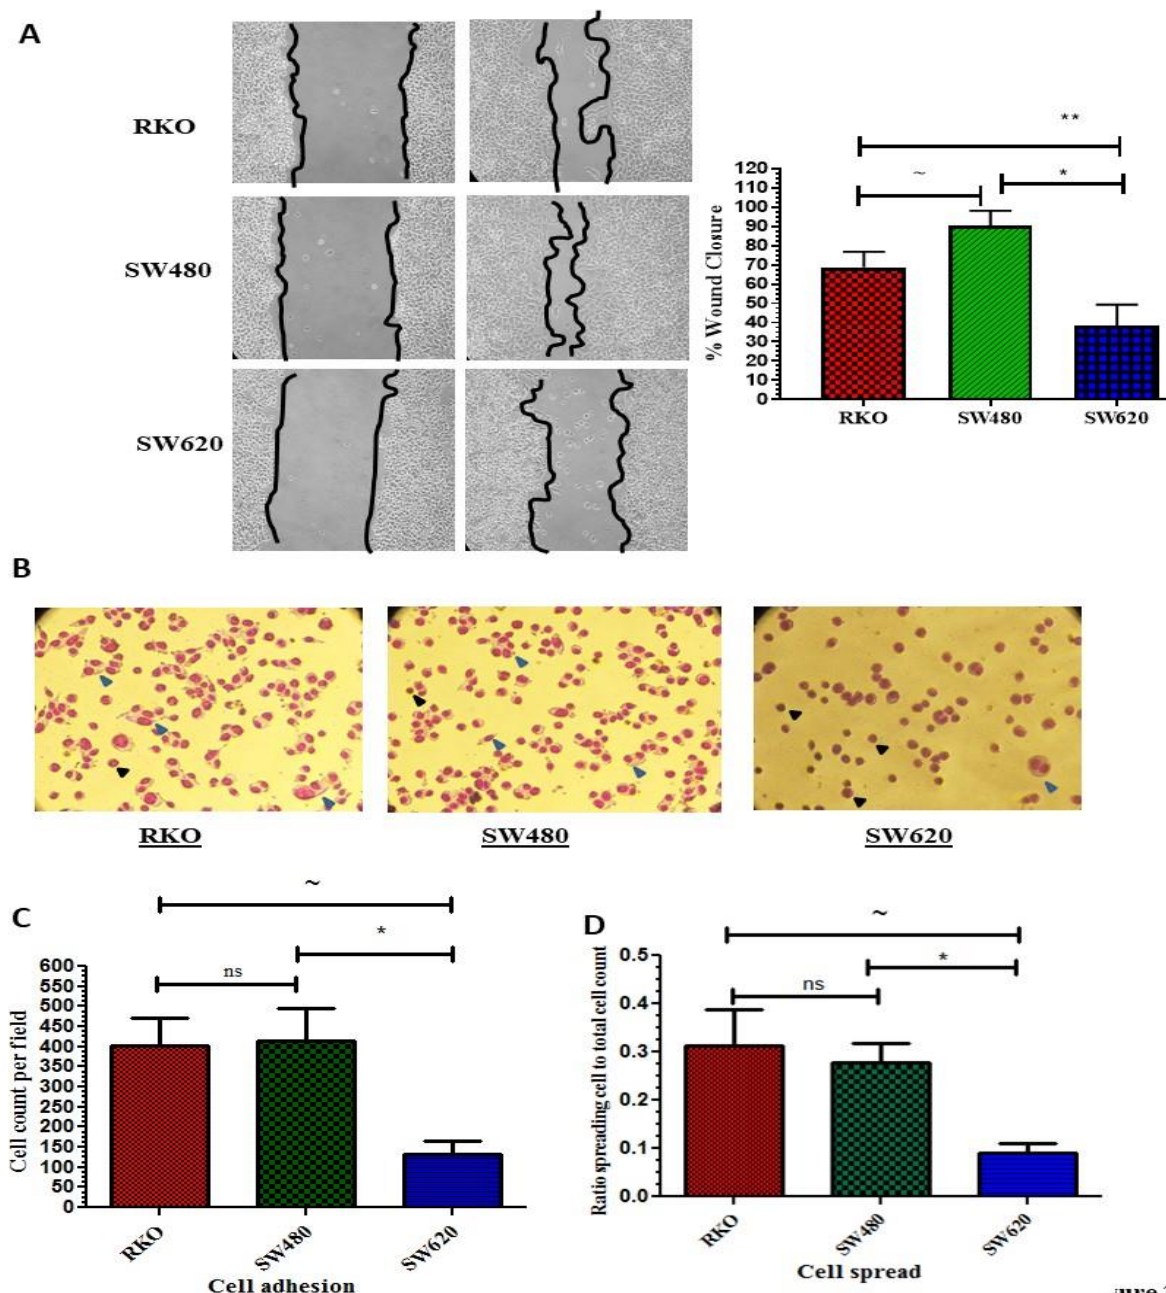 A
RKO
SW480
SW620
**
~
*
% Wound Closure
120
110
100
90
80
70
60
50
40
30
20
10
0
RKO SW480 SW620
B
RKO SW480 SW620
C
~
*
ns
Cell count per field
600
550
500
450
400
350
300
250
200
150
100
50
0
RKO SW480 SW620
Cell adhesion
D
~
*
ns
Ratio spreading cell to total cell count
0.5
0.4
0.3
0.2
0.1
0.0
RKO SW480 SW620
Cell spread